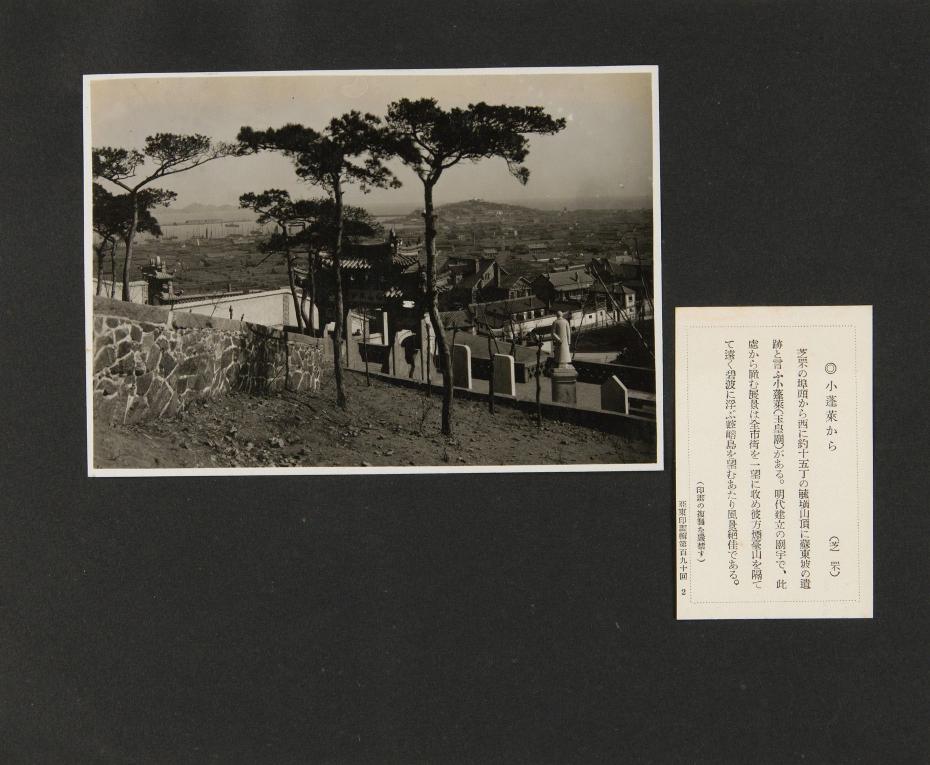 ◎小蓬萊から（芝罘）
芝罘の埠頭から西に約十五丁の毓璜山頂に蘇東坡の遺
跡と言ふ小蓬萊（玉皇廟）がある。明代建立の廟宇で、此
處から瞰む展景は全市街を一望に收め彼方煙臺山を隔て
て遠く碧波に浮ぶ崆峒島を望むあたり風景絕佳である。
（印畫の複製を嚴禁す）
亞東印畫輯第百九十回 2